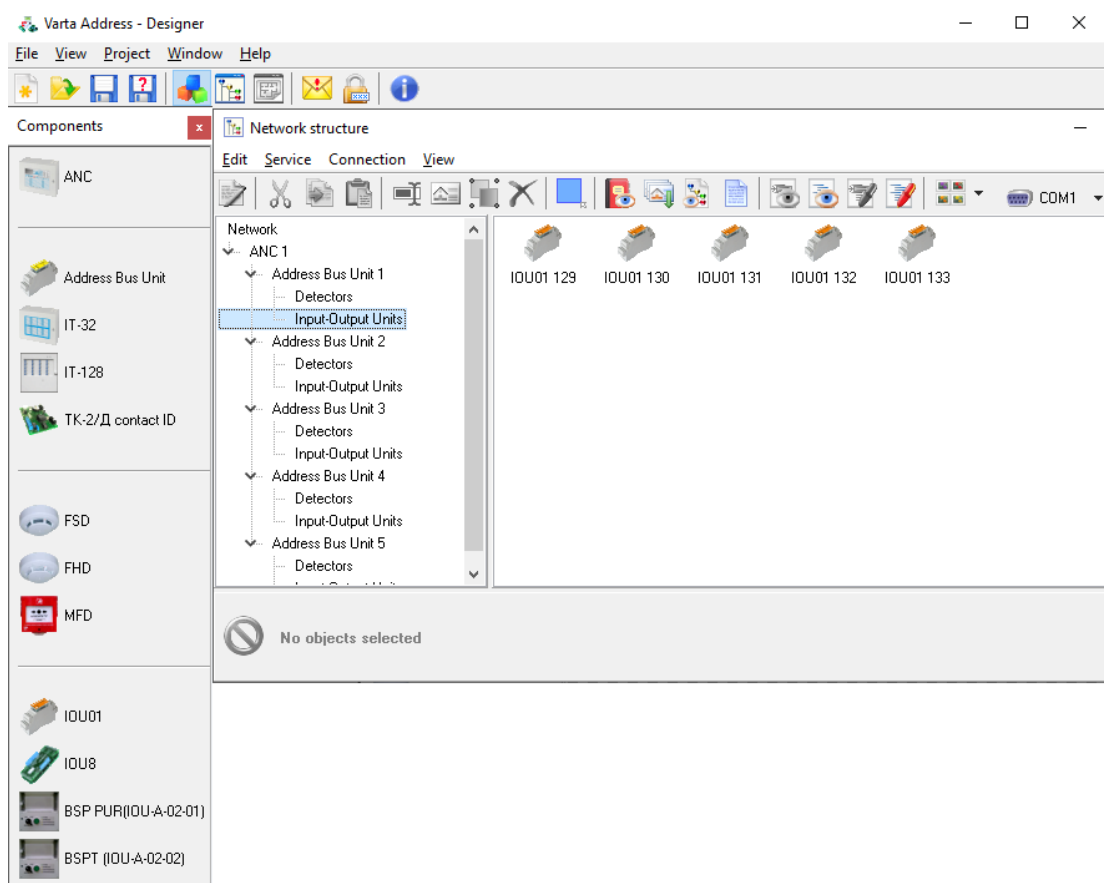 Varta Address - Designer
File View Project Window Help
Components
x
Network structure
Edit Service Connection View
COM1
ANC
Address Bus Unit
IT-32
IT-128
ТК-2/Д contact ID
FSD
FHD
MFD
IOU01
IOU8
BSP PUR(IOU-A-02-01)
BSPT (IOU-A-02-02)
Network
ANC 1
Address Bus Unit 1
Detectors
Input-Output Units
Address Bus Unit 2
Detectors
Input-Output Units
Address Bus Unit 3
Detectors
Input-Output Units
Address Bus Unit 4
Detectors
Input-Output Units
Address Bus Unit 5
Detectors
IOU01 129 IOU01 130 IOU01 131 IOU01 132 IOU01 133
No objects selected